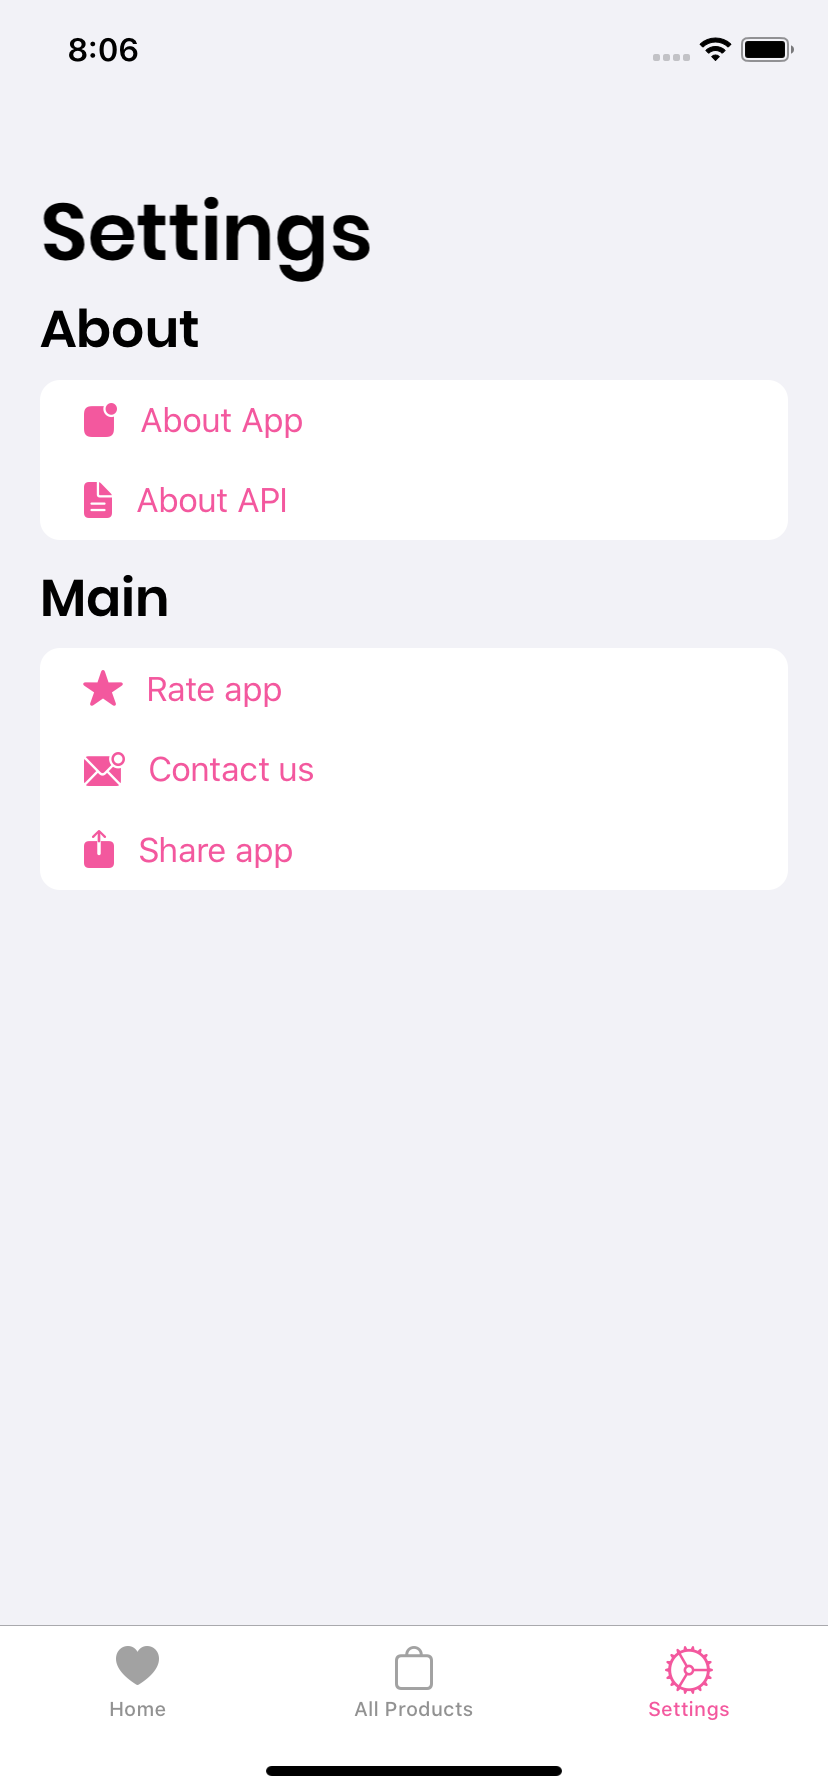 8:06
Settings
About
About App
About API
Main
Rate app
Contact us
Share app
Home
All Products
Settings